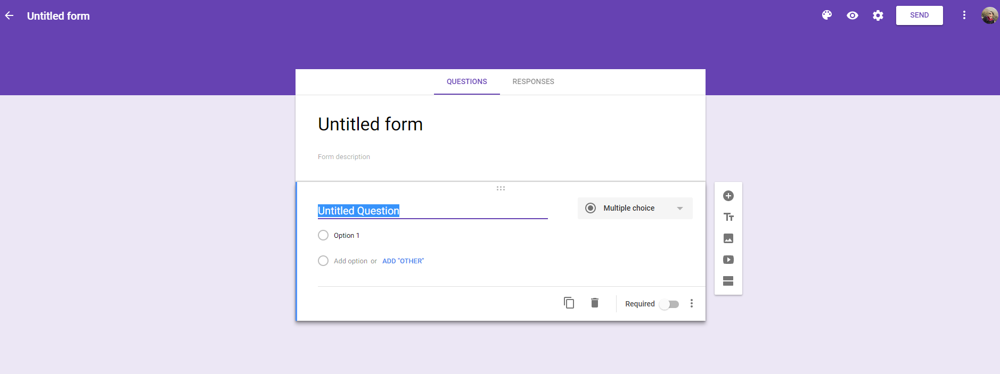 Untitled form
SEND
QUESTIONS RESPONSES
Untitled form
Form description
Untitled Question
Multiple choice
Option 1
Add option or ADD "OTHER"
Required